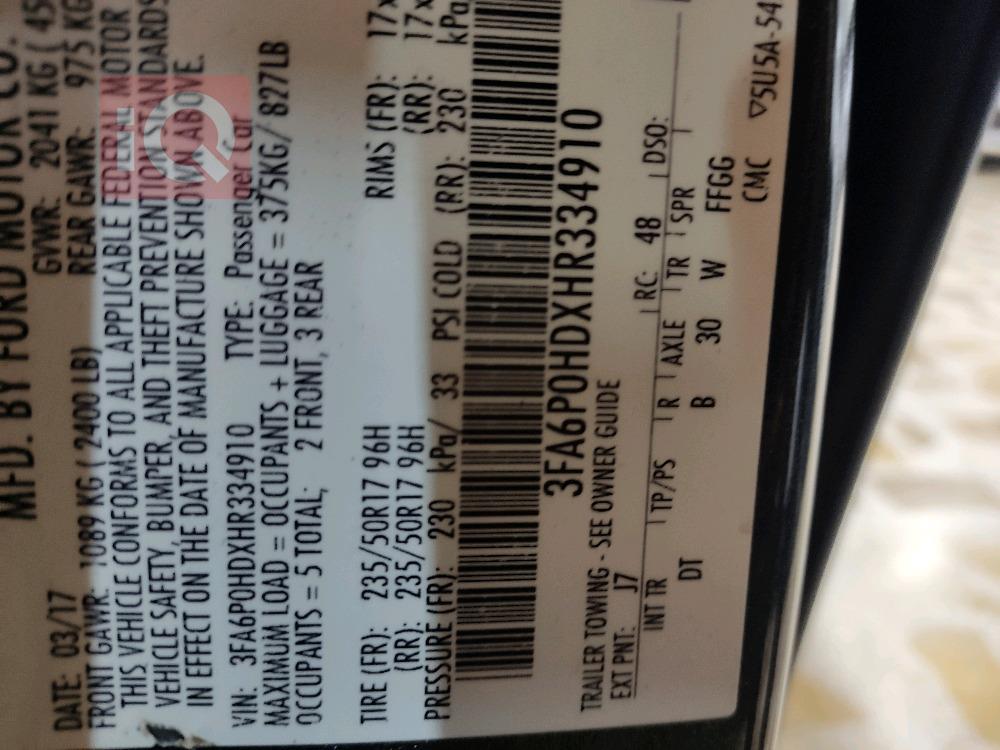 MFD. BY FORD MOTOR CO.
DATE: 03/17 GVWR: 2041 KG ( 45
FRONT GAWR: 1089 KG ( 2400 LB) REAR GAWR: 975 KG
THIS VEHICLE CONFORMS TO ALL APPLICABLE FEDERAL MOTOR
VEHICLE SAFETY, BUMPER, AND THEFT PREVENTION STANDARDS
IN EFFECT ON THE DATE OF MANUFACTURE SHOWN ABOVE.
VIN: 3FA6P0HDXHR334910 TYPE: Passenger Car
MAXIMUM LOAD = OCCUPANTS + LUGGAGE = 375KG/ 827LB
OCCUPANTS = 5 TOTAL; 2 FRONT, 3 REAR
TIRE (FR): 235/50R17 96H RIMS (FR): 17x
(RR): 235/50R17 96H (RR): 17x
PRESSURE (FR): 230 kPa/ 33 PSI COLD (RR): 230 kPa
3FA6P0HDXHR334910
TRAILER TOWING - SEE OWNER GUIDE
EXT PNT: J7 RC: 48 DSO:
INT TR TP/PS R AXLE TR SPR
DT B 30 W FFGG
CMC
▽5U5A-54
IQ